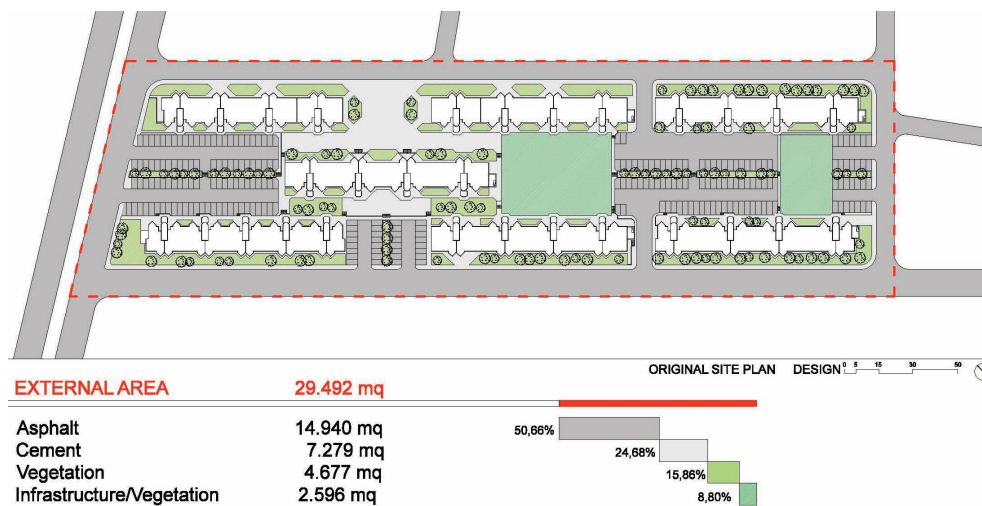 ORIGINAL SITE PLAN DESIGN 0 5 15 30 50
EXTERNAL AREA 29.492 mq
Asphalt 14.940 mq 50,66%
Cement 7.279 mq 24,68%
Vegetation 4.677 mq 15,86%
Infrastructure/Vegetation 2.596 mq 8,80%